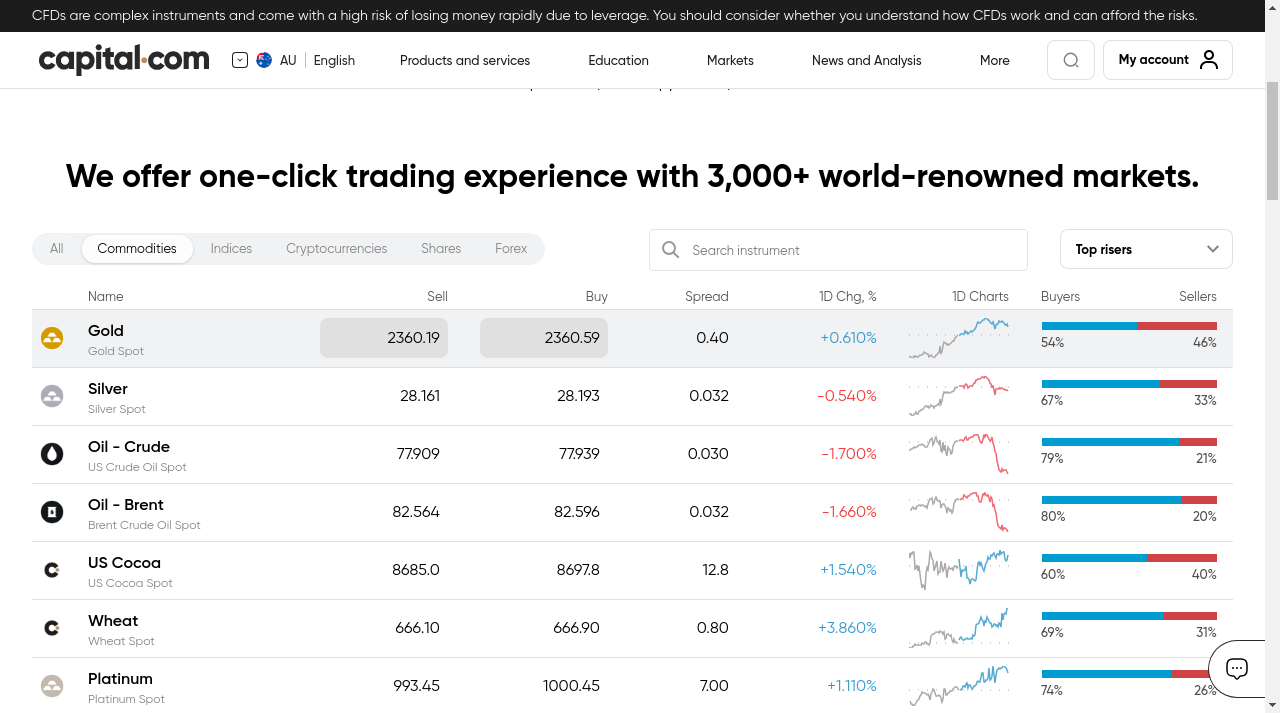 CFDs are complex instruments and come with a high risk of losing money rapidly due to leverage. You should consider whether you understand how CFDs work and can afford the risks.
capital.com AU English Products and services Education Markets News and Analysis More My account
We offer one-click trading experience with 3,000+ world-renowned markets.
All Commodities Indices Cryptocurrencies Shares Forex Search instrument Top risers
Name Sell Buy Spread 1D Chg, % 1D Charts Buyers Sellers
Gold 2360.19 2360.59 0.40 +0.610%
Gold Spot 54% 46%
Silver 28.161 28.193 0.032 -0.540%
Silver Spot 67% 33%
Oil - Crude 77.909 77.939 0.030 -1.700%
US Crude Oil Spot 79% 21%
Oil - Brent 82.564 82.596 0.032 -1.660%
Brent Crude Oil Spot 80% 20%
US Cocoa 8685.0 8697.8 12.8 +1.540%
US Cocoa Spot 60% 40%
Wheat 666.10 666.90 0.80 +3.860%
Wheat Spot 69% 31%
Platinum 993.45 1000.45 7.00 +1.110%
Platinum Spot 74% 26%